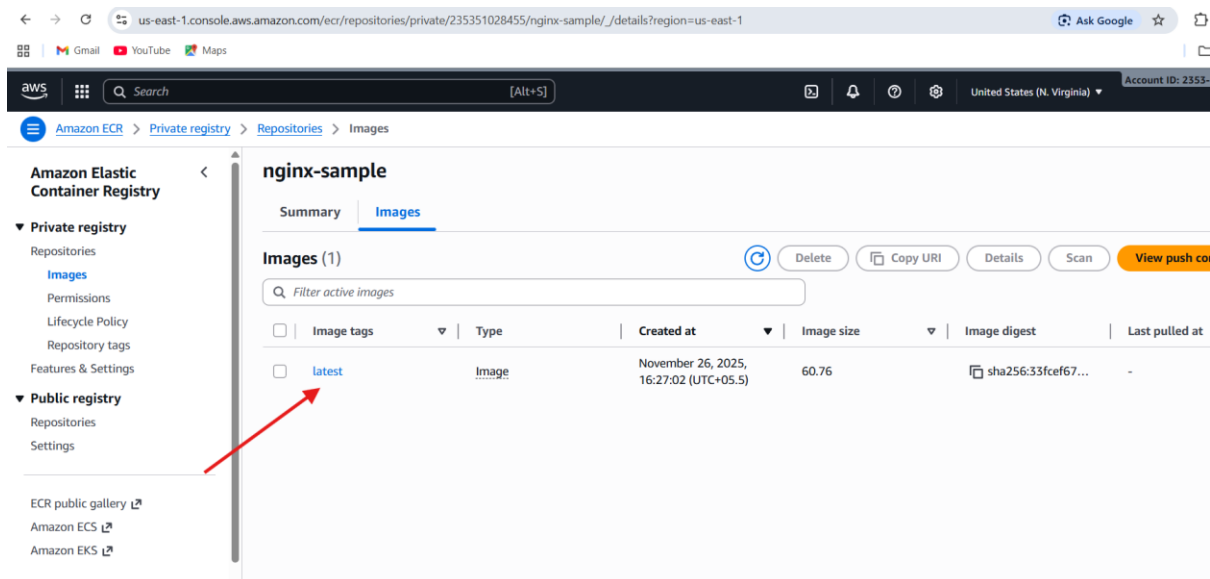 us-east-1.console.aws.amazon.com/ecr/repositories/private/235351028455/nginx-sample/_/details?region=us-east-1
Ask Google
Gmail YouTube Maps
aws Search [Alt+S] United States (N. Virginia) Account ID: 2353-
Amazon ECR > Private registry > Repositories > Images
Amazon Elastic
Container Registry
Private registry
Repositories
Images
Permissions
Lifecycle Policy
Repository tags
Features & Settings
Public registry
Repositories
Settings
ECR public gallery
Amazon ECS
Amazon EKS
nginx-sample
Summary Images
Images (1) Delete Copy URI Details Scan View push co
Filter active images
Image tags Type Created at Image size Image digest Last pulled at
latest Image November 26, 2025, 60.76 sha256:33fcef67... -
16:27:02 (UTC+05.5)